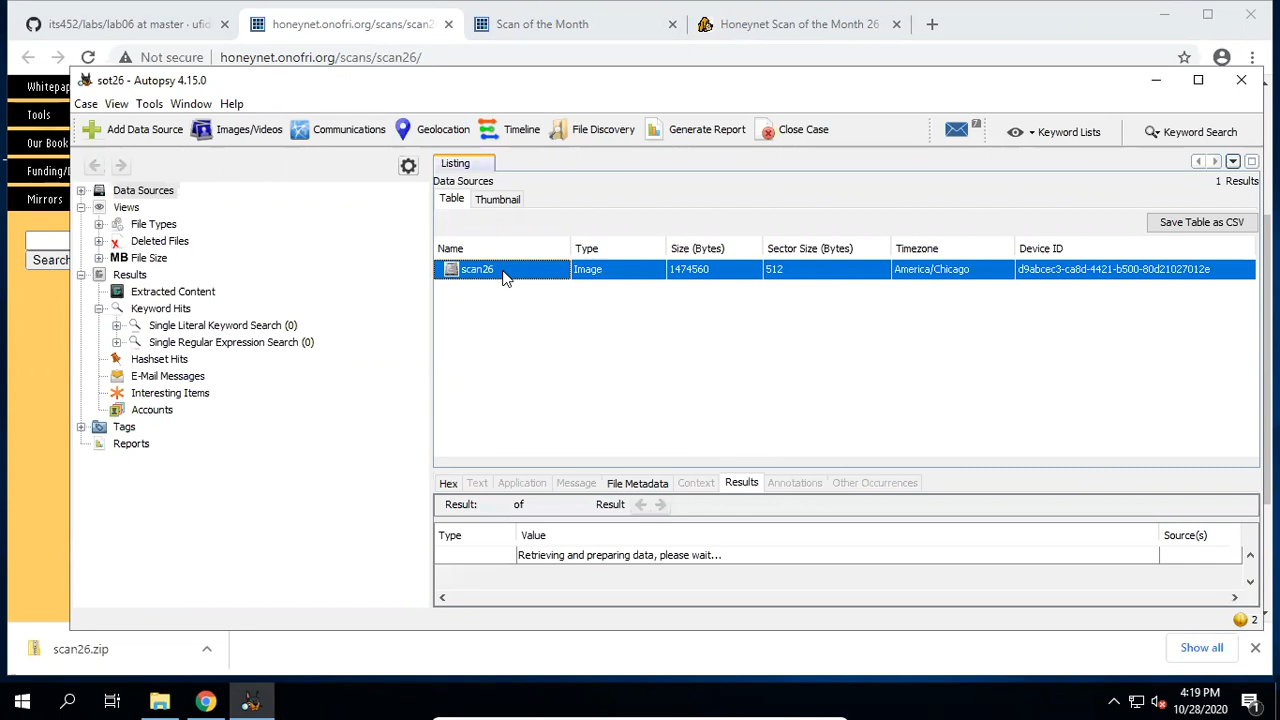 its452/labs/lab06 at master · ufid
honeynet.onofri.org/scans/scan2
Scan of the Month
Honeynet Scan of the Month 26
Not secure
honeynet.onofri.org/scans/scan26/
Whitepap
Tools
Our Book
Funding/D
Mirrors
Search
sot26 - Autopsy 4.15.0
Case View Tools Window Help
Add Data Source Images/Videos Communications Geolocation Timeline File Discovery Generate Report Close Case 7 Keyword Lists Keyword Search
Data Sources
Views
File Types
Deleted Files
MB File Size
Results
Extracted Content
Keyword Hits
Single Literal Keyword Search (0)
Single Regular Expression Search (0)
Hashset Hits
E-Mail Messages
Interesting Items
Accounts
Tags
Reports
Listing
Data Sources 1 Results
Table Thumbnail
Save Table as CSV
Name Type Size (Bytes) Sector Size (Bytes) Timezone Device ID
scan26 Image 1474560 512 America/Chicago d9abcec3-ca8d-4421-b500-80d21027012e
Hex Text Application Message File Metadata Context Results Annotations Other Occurrences
Result: of Result
Type Value Source(s)
Retrieving and preparing data, please wait...
2
scan26.zip
Show all
4:19 PM
10/28/2020
1